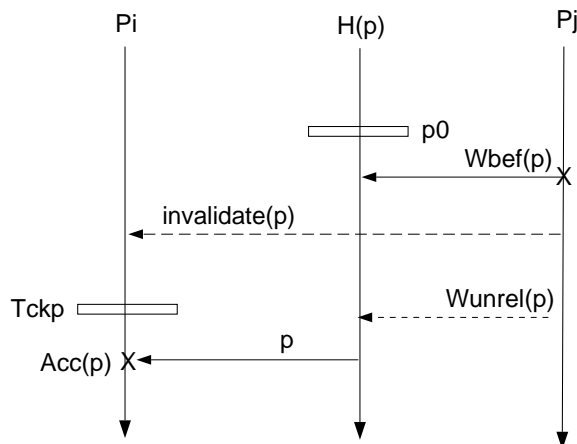 Pi H(p) Pj
p0
Wbef(p)
X
invalidate(p)
Tckp
Wunrel(p)
p
Acc(p) X